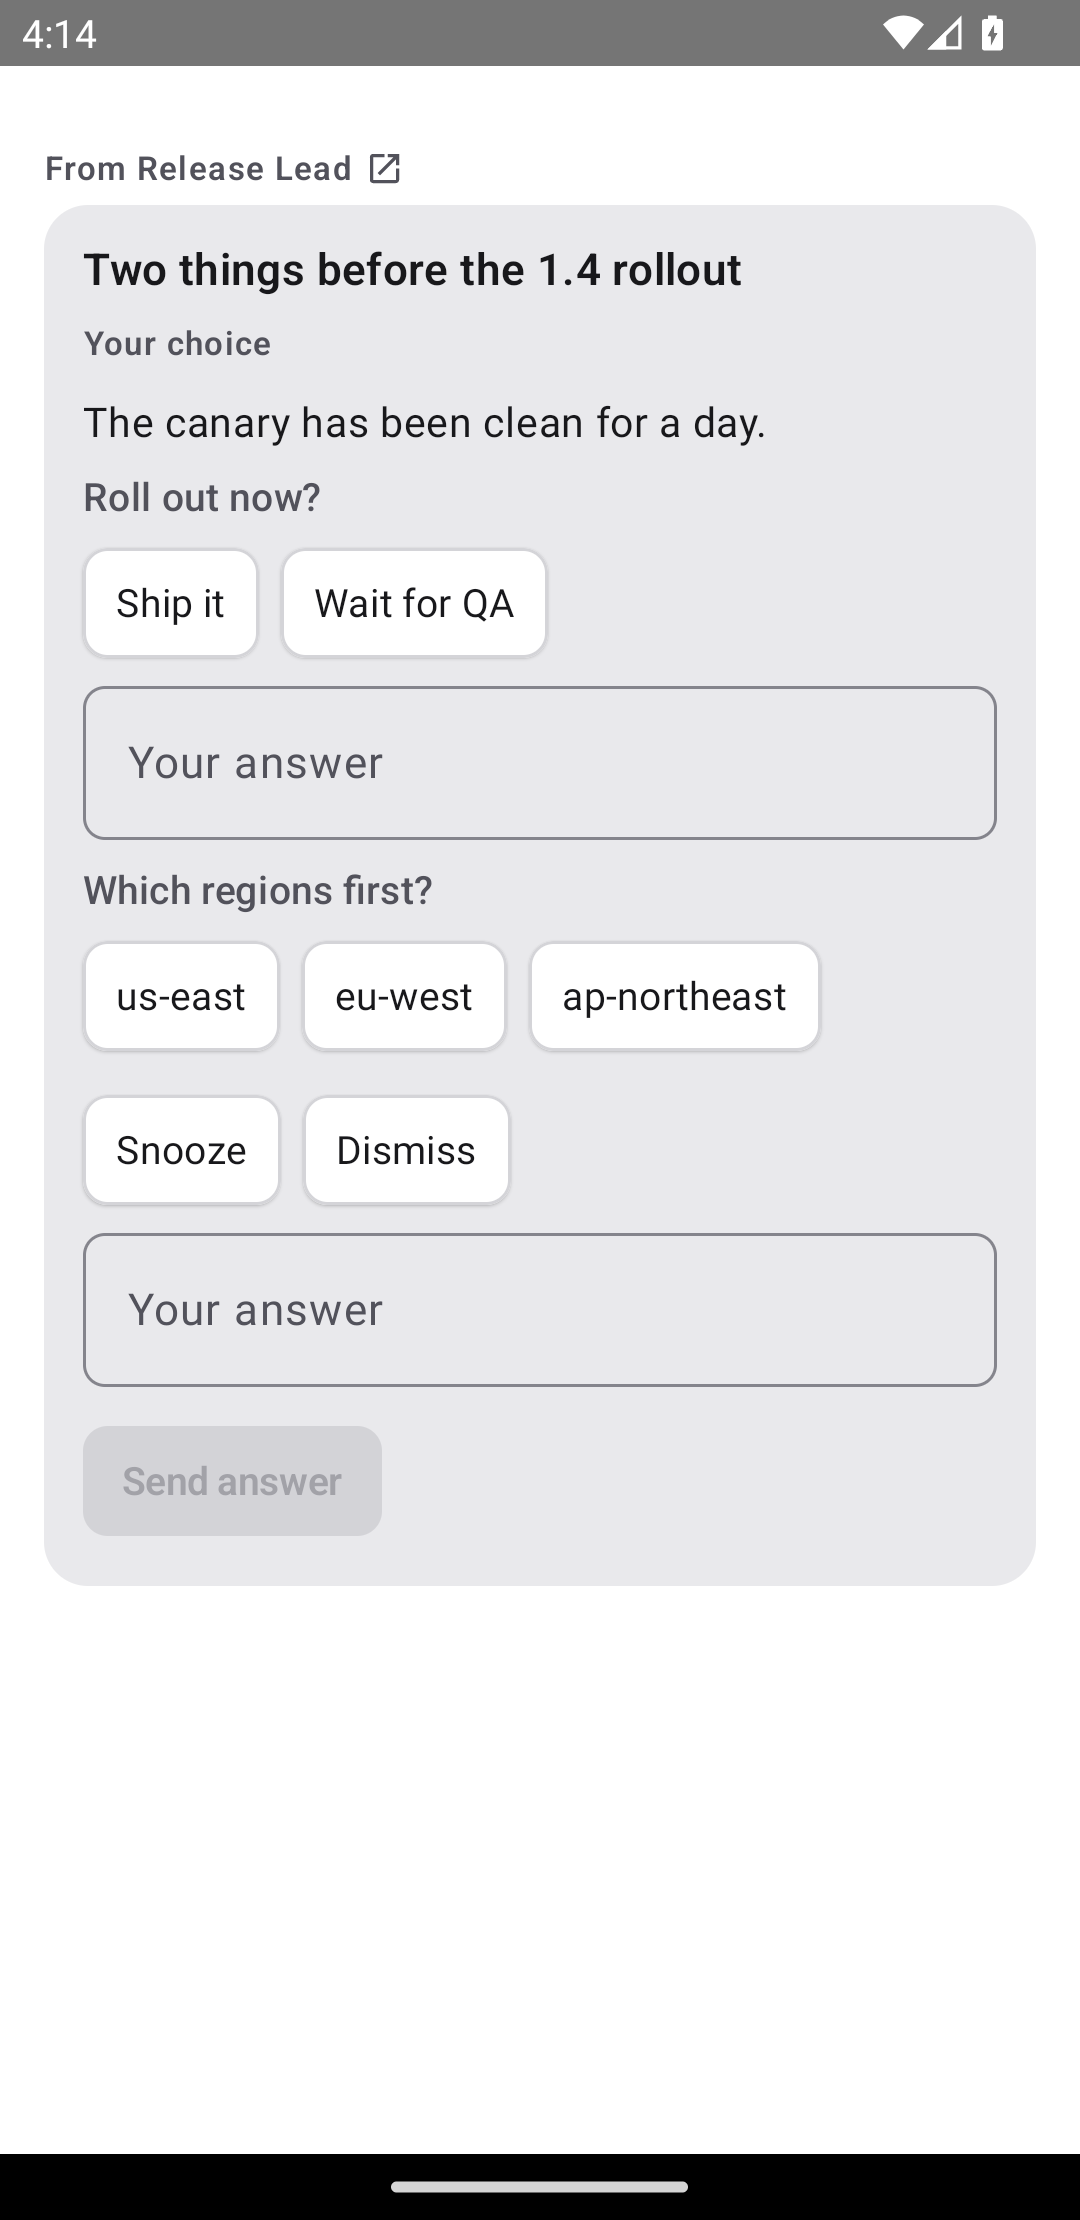 4:14
From Release Lead
Two things before the 1.4 rollout
Your choice
The canary has been clean for a day.
Roll out now?
Ship it Wait for QA
Your answer
Which regions first?
us-east eu-west ap-northeast
Snooze Dismiss
Your answer
Send answer